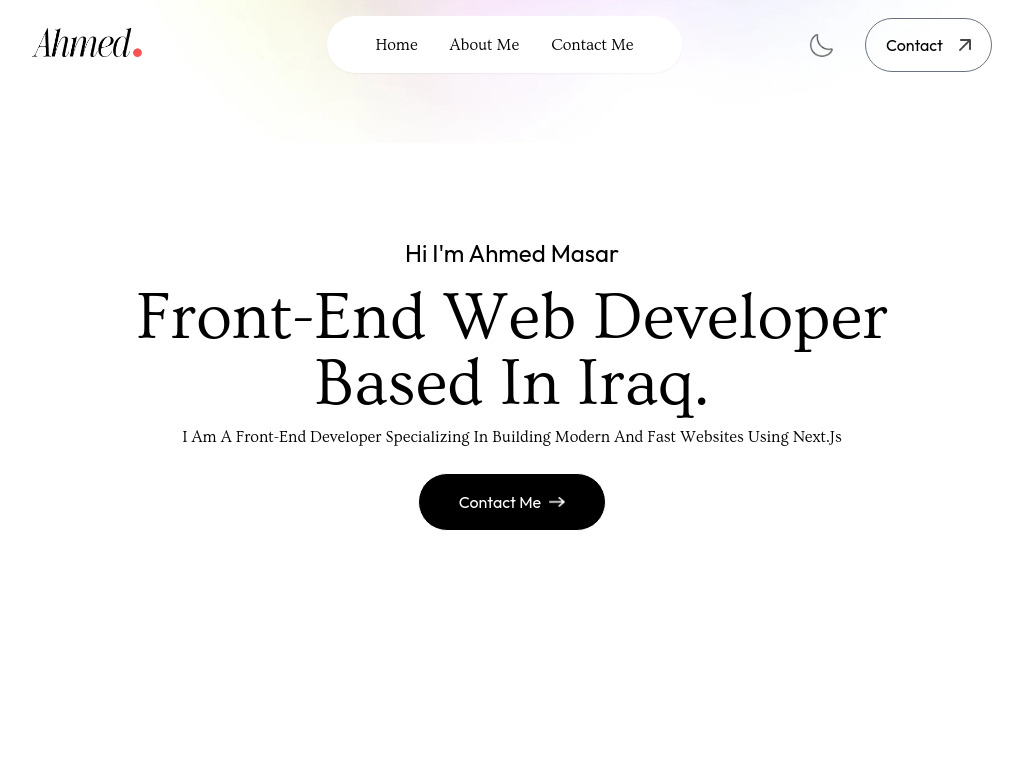 Ahmed.
Home About Me Contact Me
Contact
Hi I'm Ahmed Masar
Front-End Web Developer
Based In Iraq.
I Am A Front-End Developer Specializing In Building Modern And Fast Websites Using Next.Js
Contact Me